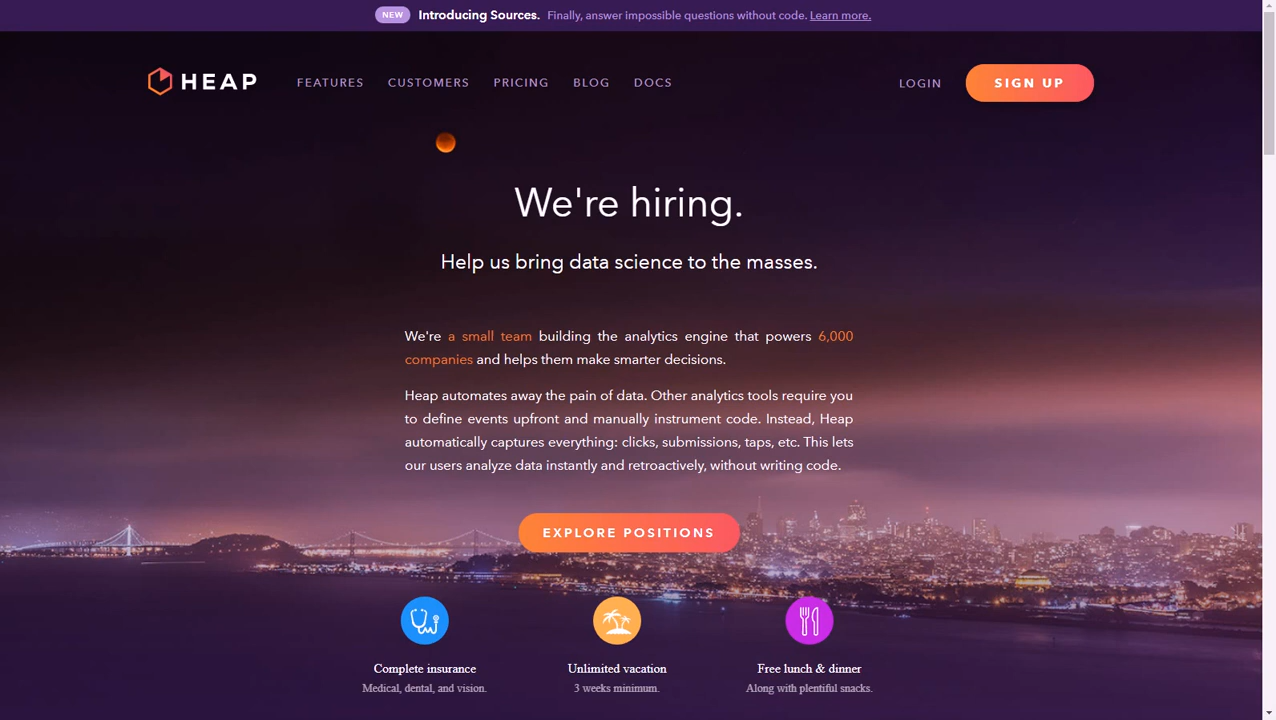 NEW Introducing Sources. Finally, answer impossible questions without code. Learn more.
HEAP FEATURES CUSTOMERS PRICING BLOG DOCS LOGIN SIGN UP
We're hiring.
Help us bring data science to the masses.
We're a small team building the analytics engine that powers 6,000
companies and helps them make smarter decisions.
Heap automates away the pain of data. Other analytics tools require you
to define events upfront and manually instrument code. Instead, Heap
automatically captures everything: clicks, submissions, taps, etc. This lets
our users analyze data instantly and retroactively, without writing code.
EXPLORE POSITIONS
Complete insurance
Medical, dental, and vision.
Unlimited vacation
3 weeks minimum.
Free lunch & dinner
Along with plentiful snacks.